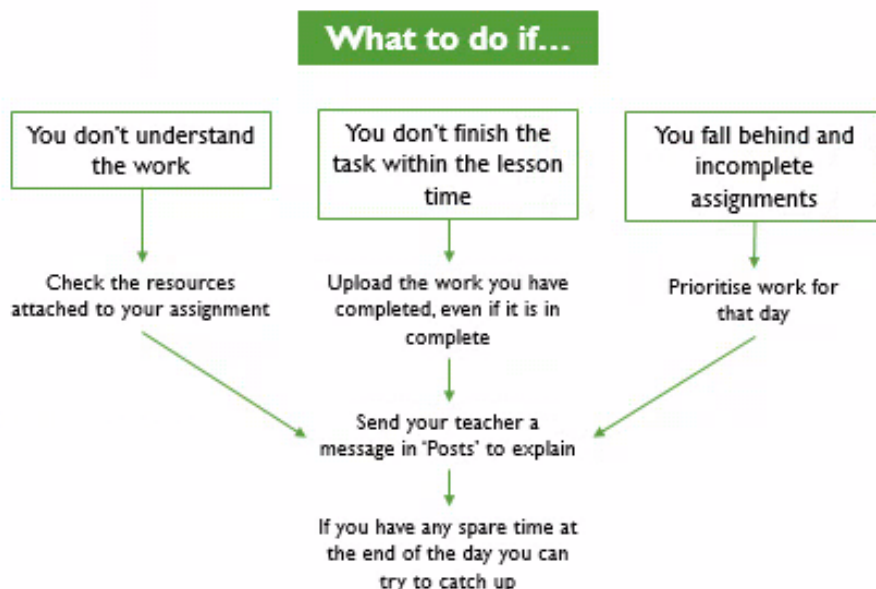 What to do if...
You don't understand
the work
You don't finish the
task within the lesson
time
You fall behind and
incomplete
assignments
Check the resources
attached to your assignment
Upload the work you have
completed, even if it is in
complete
Prioritise work for
that day
Send your teacher a
message in 'Posts' to explain
If you have any spare time at
the end of the day you can
try to catch up